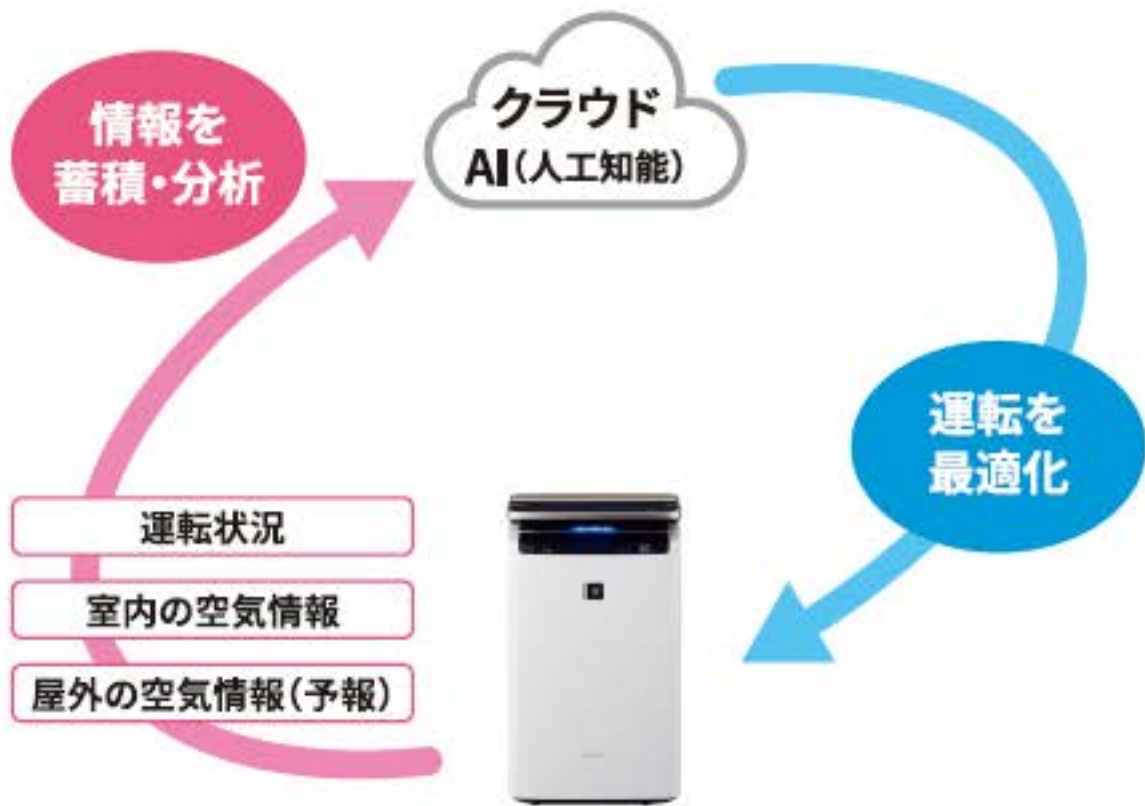 情報を
蓄積・分析
クラウド
AI(人工知能)
運転を
最適化
運転状況
室内の空気情報
屋外の空気情報(予報)